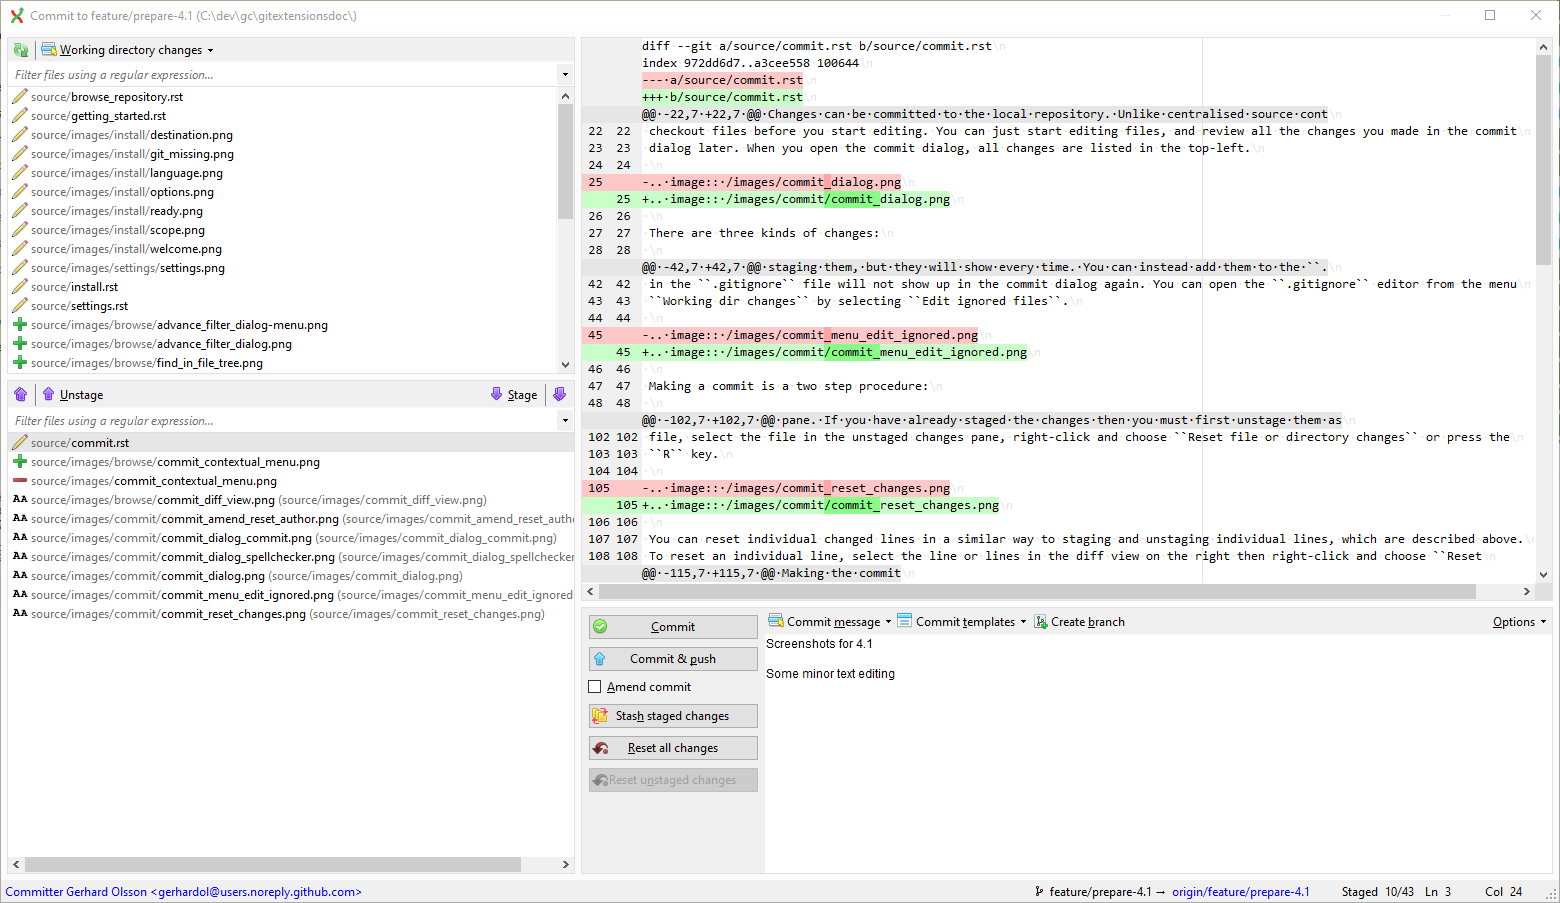 Commit to feature/prepare-4.1 (C:\dev\gc\gitextensionsdoc\)
Working directory changes
Filter files using a regular expression...
source/browse_repository.rst
source/getting_started.rst
source/images/install/destination.png
source/images/install/git_missing.png
source/images/install/language.png
source/images/install/options.png
source/images/install/ready.png
source/images/install/scope.png
source/images/install/welcome.png
source/images/settings/settings.png
source/install.rst
source/settings.rst
source/images/browse/advance_filter_dialog-menu.png
source/images/browse/advance_filter_dialog.png
source/images/browse/find_in_file_tree.png
Unstage Stage
Filter files using a regular expression...
source/commit.rst
source/images/browse/commit_contextual_menu.png
source/images/commit_contextual_menu.png
AA source/images/browse/commit_diff_view.png (source/images/commit_diff_view.png)
AA source/images/commit/commit_amend_reset_author.png (source/images/commit_amend_reset_autho
AA source/images/commit/commit_dialog_commit.png (source/images/commit_dialog_commit.png)
AA source/images/commit/commit_dialog_spellchecker.png (source/images/commit_dialog_spellchecker
AA source/images/commit/commit_dialog.png (source/images/commit_dialog.png)
AA source/images/commit/commit_menu_edit_ignored.png (source/images/commit_menu_edit_ignored
AA source/images/commit/commit_reset_changes.png (source/images/commit_reset_changes.png)
diff --git a/source/commit.rst b/source/commit.rst\n
index 972dd6d7..a3cee558 100644\n
---·a/source/commit.rst\n
+++·b/source/commit.rst\n
@@·-22,7·+22,7·@@·Changes·can·be·committed·to·the·local·repository.·Unlike·centralised·source·cont\n
22 22 checkout files before you start editing. You can just start editing files, and review all the changes you made in the commit\n
23 23 dialog later. When you open the commit dialog, all changes are listed in the top-left.\n
24 24 \n
25 -..·image::·/images/commit_dialog.png\n
25 +..·image::·/images/commit/commit_dialog.png\n
26 26 \n
27 27 There are three kinds of changes:\n
28 28 \n
@@·-42,7·+42,7·@@·staging·them,·but·they·will·show·every·time.·You·can·instead·add·them·to·the·``.\n
42 42 in the ``.gitignore`` file will not show up in the commit dialog again. You can open the ``.gitignore`` editor from the menu
43 43 ``Working dir changes`` by selecting ``Edit ignored files``.\n
44 44 \n
45 -..·image::·/images/commit_menu_edit_ignored.png\n
45 +..·image::·/images/commit/commit_menu_edit_ignored.png\n
46 46 \n
47 47 Making a commit is a two step procedure:\n
48 48 \n
@@·-102,7·+102,7·@@·pane.·If·you·have·already·staged·the·changes·then·you·must·first·unstage·them·as\n
102 102 file, select the file in the unstaged changes pane, right-click and choose ``Reset file or directory changes`` or press the
103 103 ``R`` key.\n
104 104 \n
105 -..·image::·/images/commit_reset_changes.png\n
105 +..·image::·/images/commit/commit_reset_changes.png\n
106 106 \n
107 107 You can reset individual changed lines in a similar way to staging and unstaging individual lines, which are described above.\n
108 108 To reset an individual line, select the line or lines in the diff view on the right then right-click and choose ``Reset
@@·-115,7·+115,7·@@·Making·the·commit\n
Commit
Commit & push
Amend commit
Stash staged changes
Reset all changes
Reset unstaged changes
Commit message Commit templates Create branch Options
Screenshots for 4.1
Some minor text editing
Committer Gerhard Olsson <gerhardol@users.noreply.github.com> feature/prepare-4.1 → origin/feature/prepare-4.1 Staged 10/43 Ln 3 Col 24